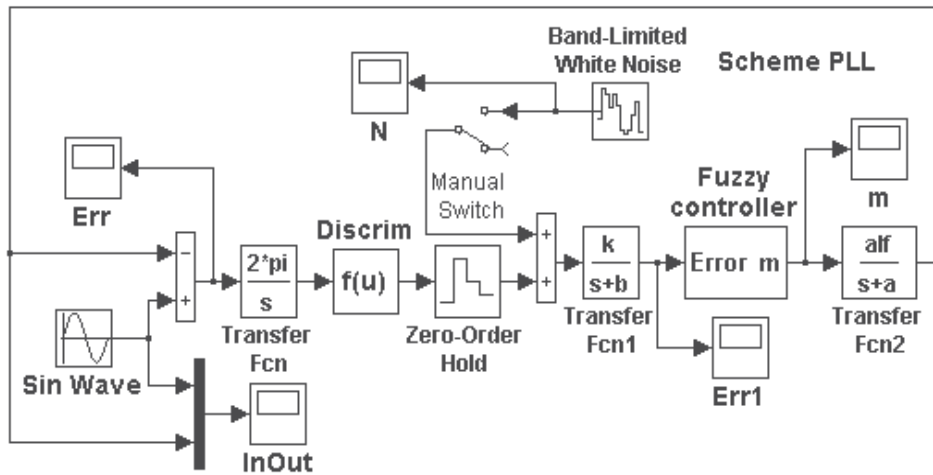 Band-Limited
White Noise
Scheme PLL
N
Err
m
Manual
Switch
Fuzzy
controller
Discrim
−
+
2*pi
s
f(u)
+
+
k
s+b
Error m
alf
s+a
Transfer
Fcn
Zero-Order
Hold
Transfer
Fcn1
Transfer
Fcn2
Sin Wave
Err1
InOut